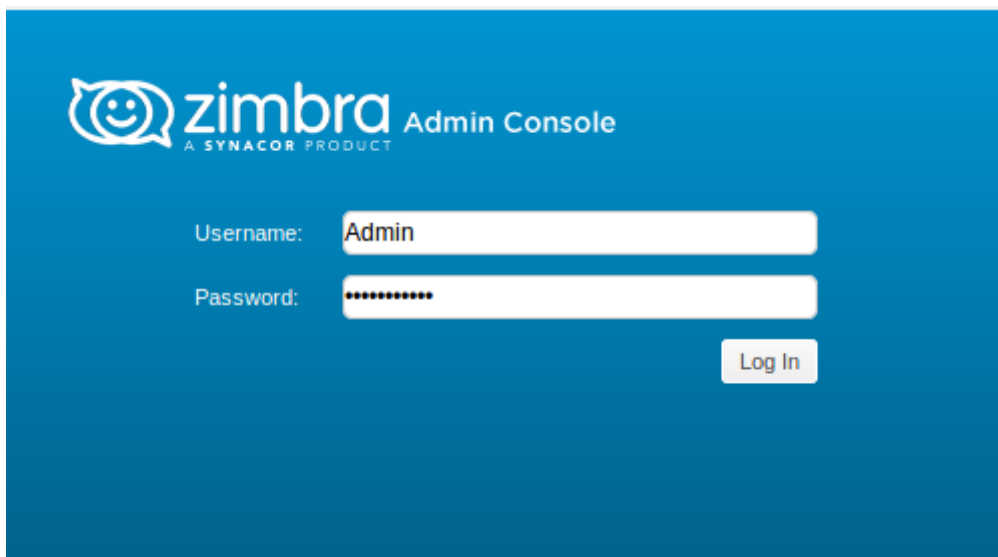 zimbra Admin Console
A SYNACOR PRODUCT
Username: Admin
Password: •••••••••••
Log In